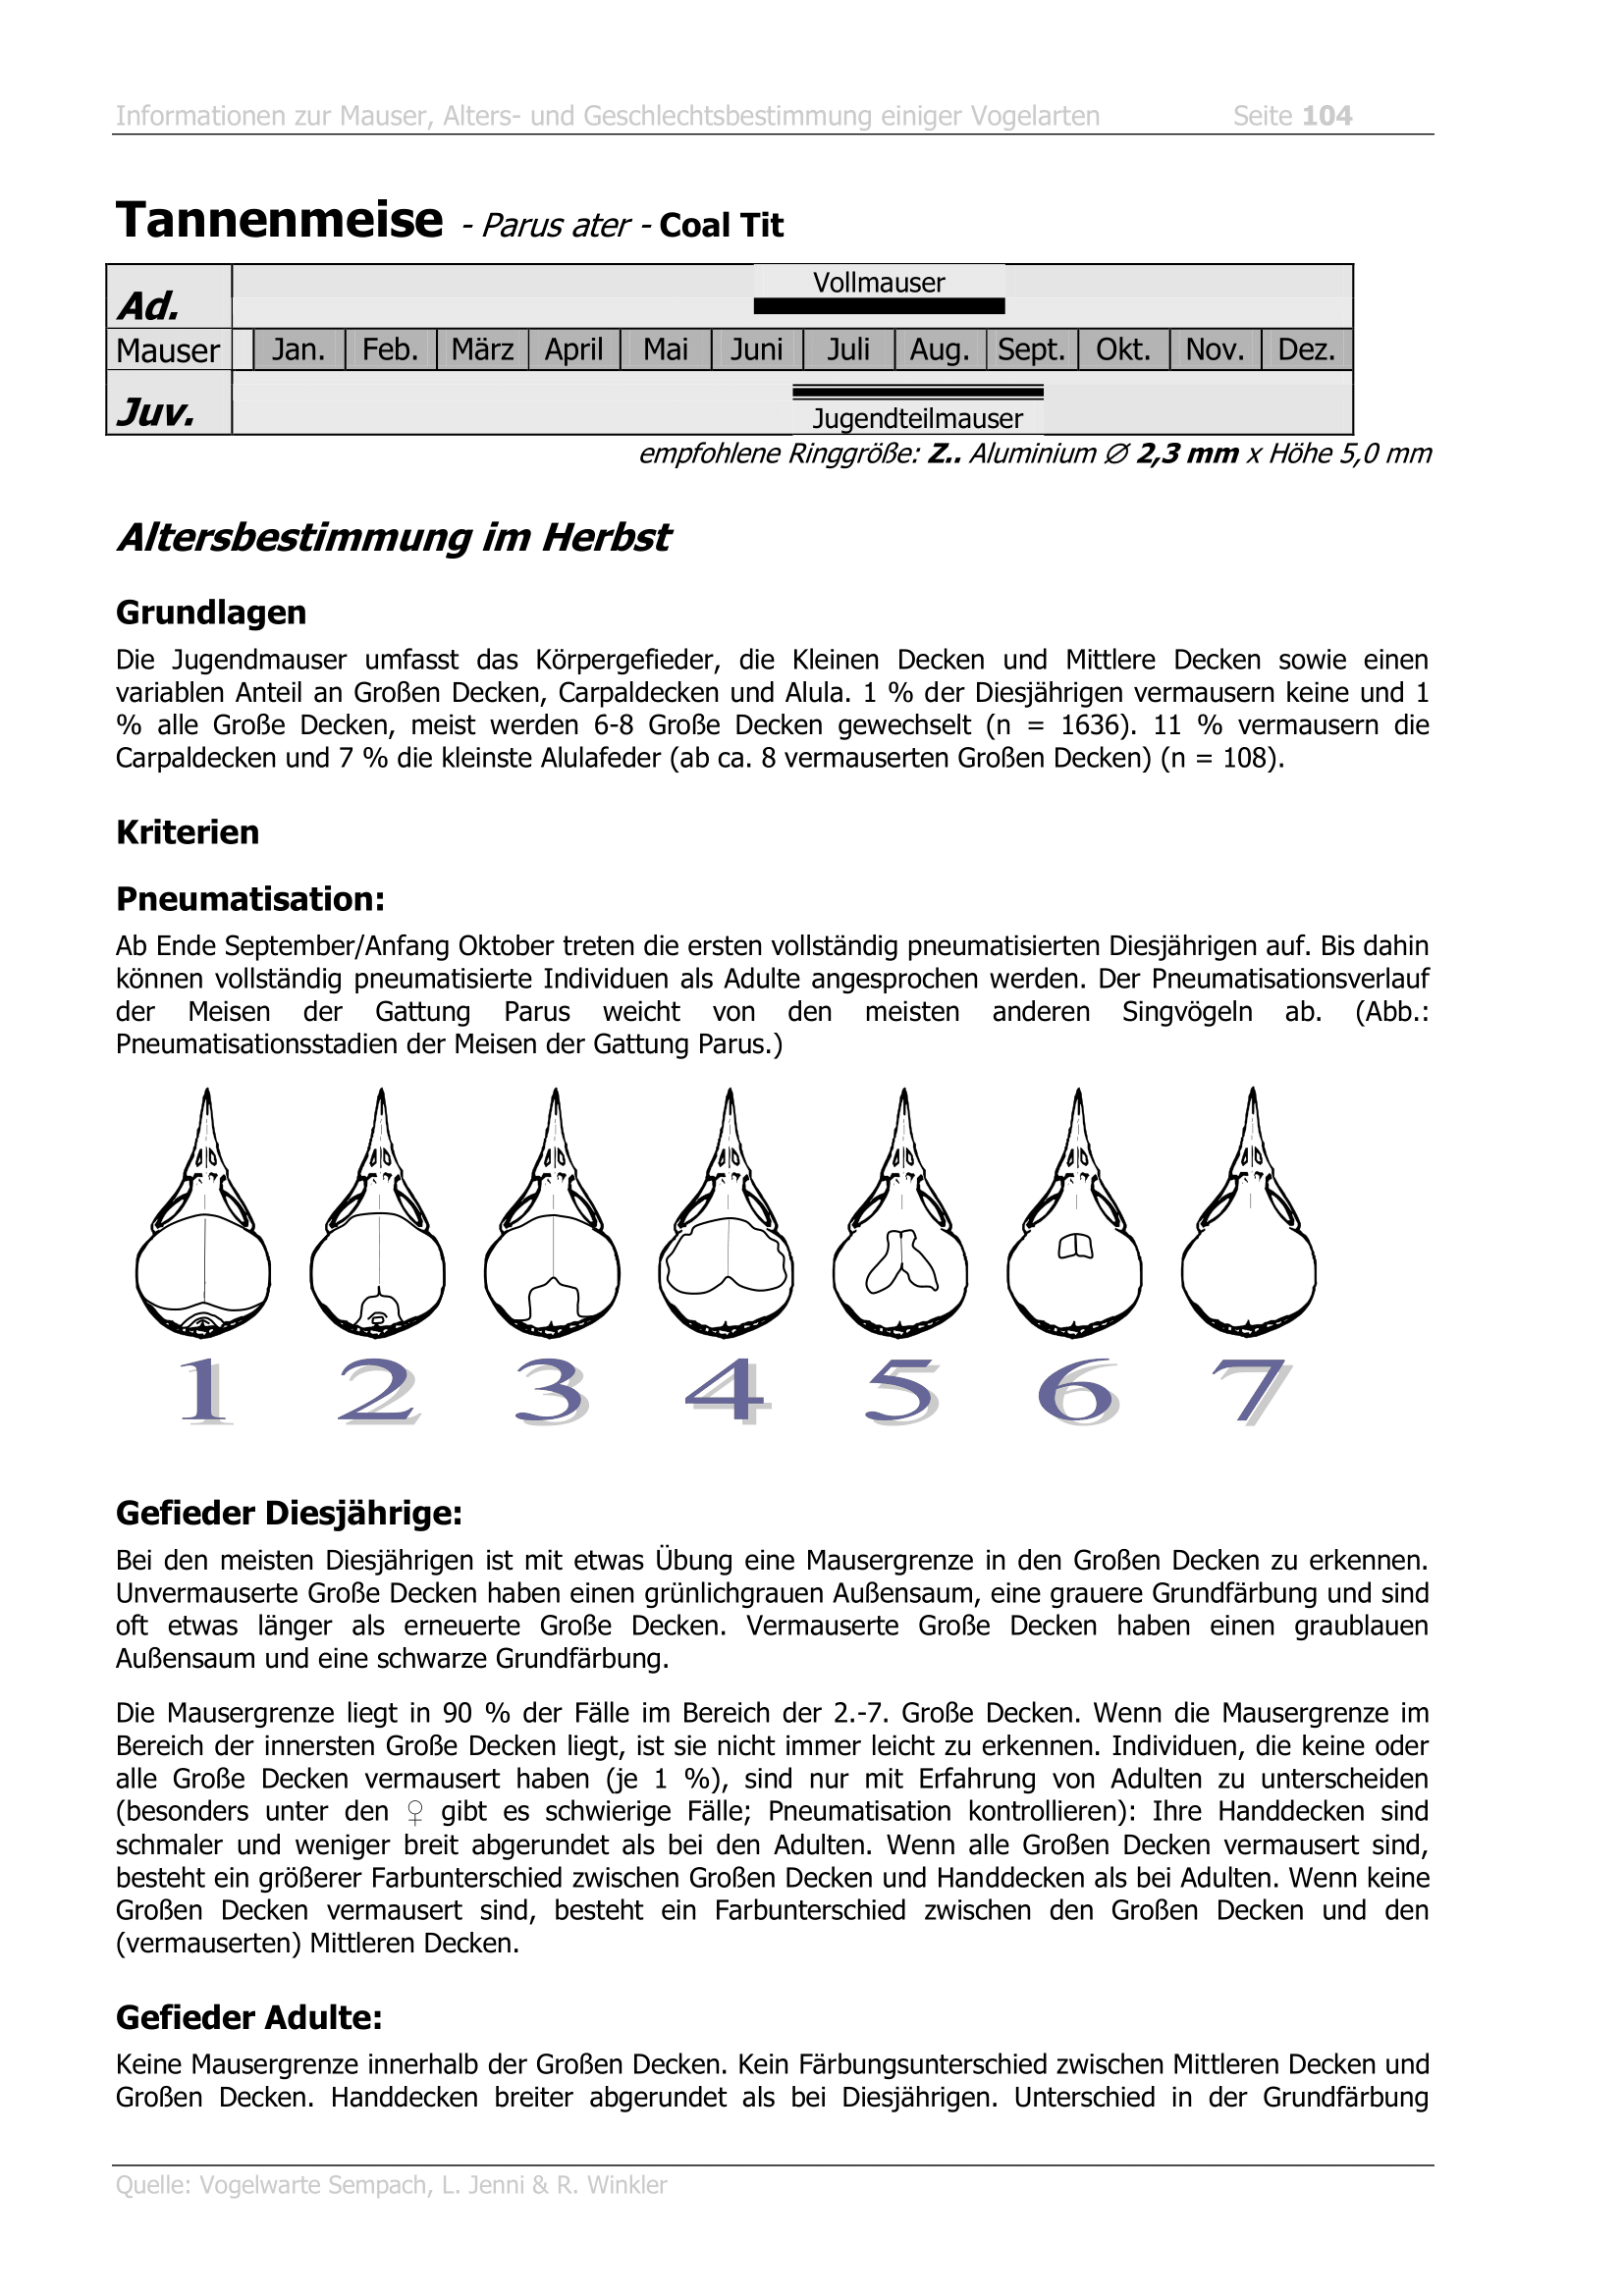 Informationen zur Mauser, Alters- und Geschlechtsbestimmung einiger Vogelarten Seite 104
Tannenmeise - Parus ater - Coal Tit
Vollmauser
Ad.
Mauser Jan. Feb. März April Mai Juni Juli Aug. Sept. Okt. Nov. Dez.
Juv.
Jugendteilmauser
empfohlene Ringgröße: Z.. Aluminium ∅ 2,3 mm x Höhe 5,0 mm
Altersbestimmung im Herbst
Grundlagen
Die Jugendmauser umfasst das Körpergefieder, die Kleinen Decken und Mittlere Decken sowie einen
variablen Anteil an Großen Decken, Carpaldecken und Alula. 1 % der Diesjährigen vermausern keine und 1
% alle Große Decken, meist werden 6-8 Große Decken gewechselt (n = 1636). 11 % vermausern die
Carpaldecken und 7 % die kleinste Alulafeder (ab ca. 8 vermauserten Großen Decken) (n = 108).
Kriterien
Pneumatisation:
Ab Ende September/Anfang Oktober treten die ersten vollständig pneumatisierten Diesjährigen auf. Bis dahin
können vollständig pneumatisierte Individuen als Adulte angesprochen werden. Der Pneumatisationsverlauf
der Meisen der Gattung Parus weicht von den meisten anderen Singvögeln ab. (Abb.:
Pneumatisationsstadien der Meisen der Gattung Parus.)
1 2 3 4 5 6 7
Gefieder Diesjährige:
Bei den meisten Diesjährigen ist mit etwas Übung eine Mausergrenze in den Großen Decken zu erkennen.
Unvermauserte Große Decken haben einen grünlichgrauen Außensaum, eine grauere Grundfärbung und sind
oft etwas länger als erneuerte Große Decken. Vermauserte Große Decken haben einen graublauen
Außensaum und eine schwarze Grundfärbung.
Die Mausergrenze liegt in 90 % der Fälle im Bereich der 2.-7. Große Decken. Wenn die Mausergrenze im
Bereich der innersten Große Decken liegt, ist sie nicht immer leicht zu erkennen. Individuen, die keine oder
alle Große Decken vermausert haben (je 1 %), sind nur mit Erfahrung von Adulten zu unterscheiden
(besonders unter den ♀ gibt es schwierige Fälle; Pneumatisation kontrollieren): Ihre Handdecken sind
schmaler und weniger breit abgerundet als bei den Adulten. Wenn alle Großen Decken vermausert sind,
besteht ein größerer Farbunterschied zwischen Großen Decken und Handdecken als bei Adulten. Wenn keine
Großen Decken vermausert sind, besteht ein Farbunterschied zwischen den Großen Decken und den
(vermauserten) Mittleren Decken.
Gefieder Adulte:
Keine Mausergrenze innerhalb der Großen Decken. Kein Färbungsunterschied zwischen Mittleren Decken und
Großen Decken. Handdecken breiter abgerundet als bei Diesjährigen. Unterschied in der Grundfärbung
Quelle: Vogelwarte Sempach, L. Jenni & R. Winkler